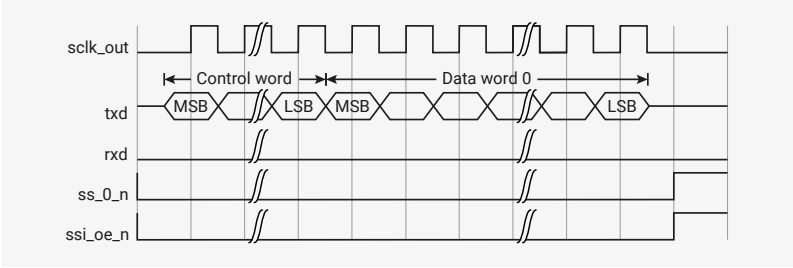 sclk_out
Control word Data word 0
txd MSB LSB MSB LSB
rxd
ss_0_n
ssi_oe_n